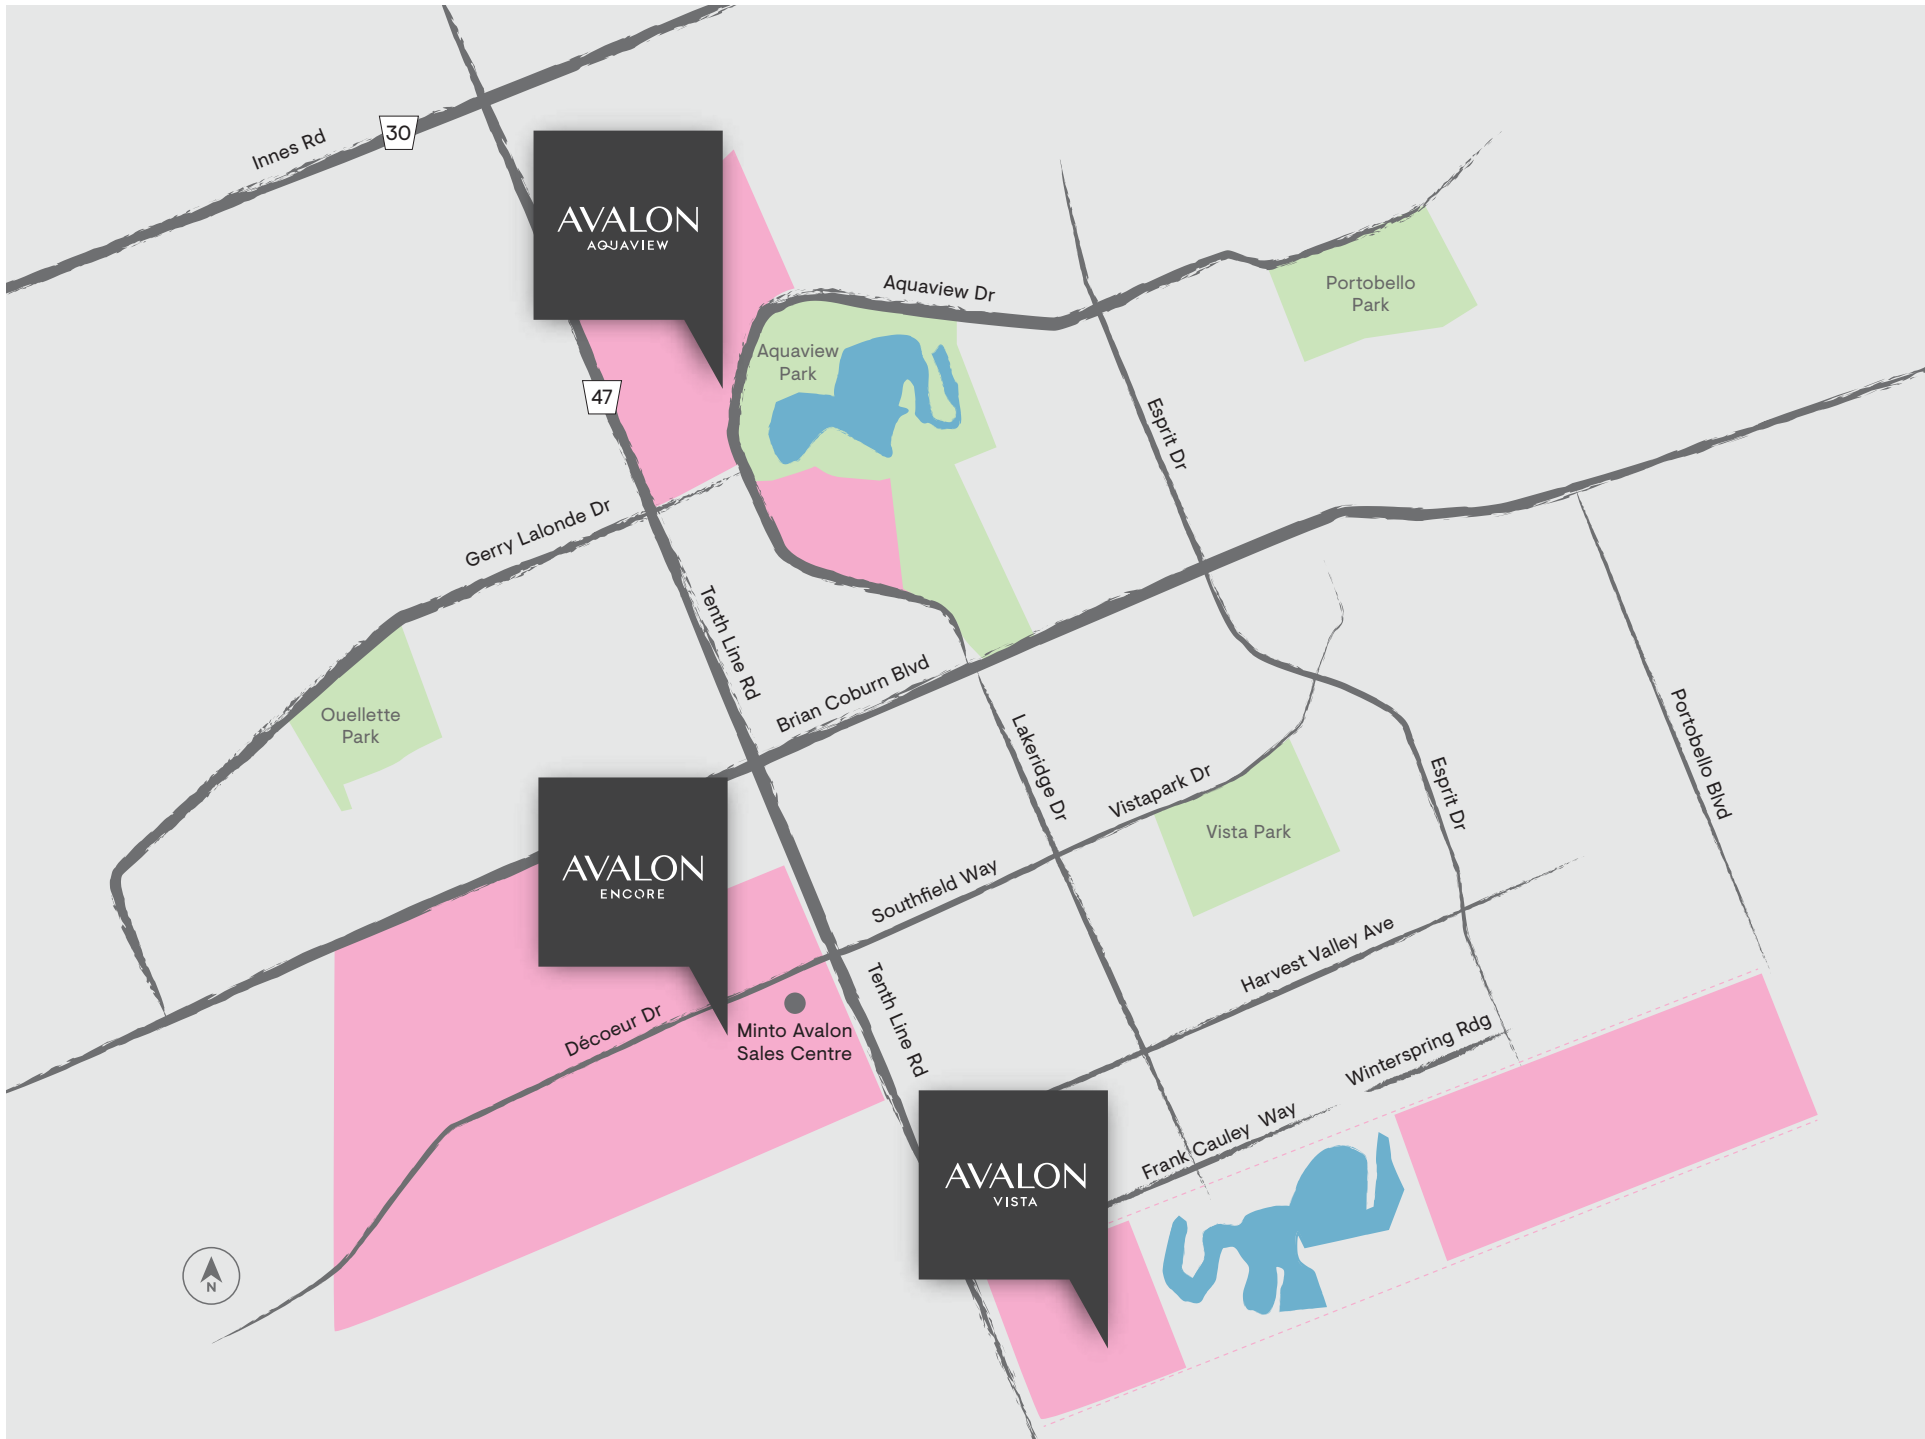 Innes Rd
30
AVALON
AQUAVIEW
Aquaview Dr
Portobello
Park
Aquaview
Park
47
Esprit Dr
Gerry Lalonde Dr
Tenth Line Rd
Brian Coburn Blvd
Ouellette
Park
Lakeridge Dr
Vistapark Dr
Vista Park
Esprit Dr
Portobello Blvd
AVALON
ENCORE
Southfield Way
Harvest Valley Ave
Décoeur Dr
Minto Avalon
Sales Centre
Tenth Line Rd
Winterspring Rdg
Frank Cauley Way
AVALON
VISTA
N